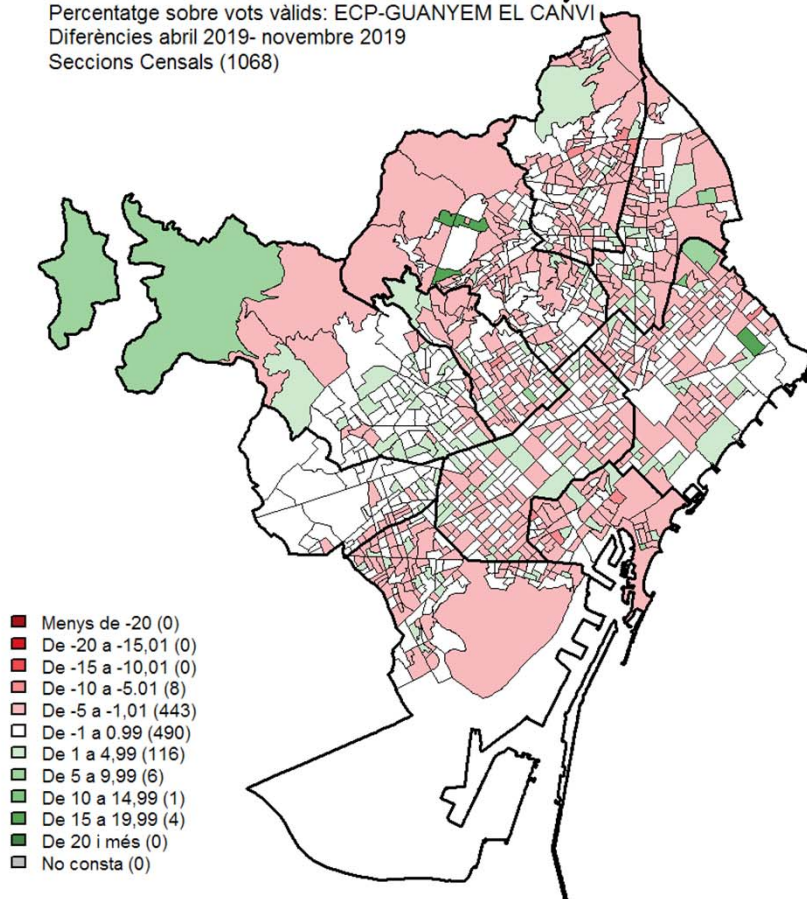 Percentatge sobre vots vàlids: ECP-GUANYEM EL CANVI
Diferències abril 2019- novembre 2019
Seccions Censals (1068)
Menys de -20 (0)
De -20 a -15,01 (0)
De -15 a -10,01 (0)
De -10 a -5.01 (8)
De -5 a -1,01 (443)
De -1 a 0.99 (490)
De 1 a 4,99 (116)
De 5 a 9,99 (6)
De 10 a 14,99 (1)
De 15 a 19,99 (4)
De 20 i més (0)
No consta (0)